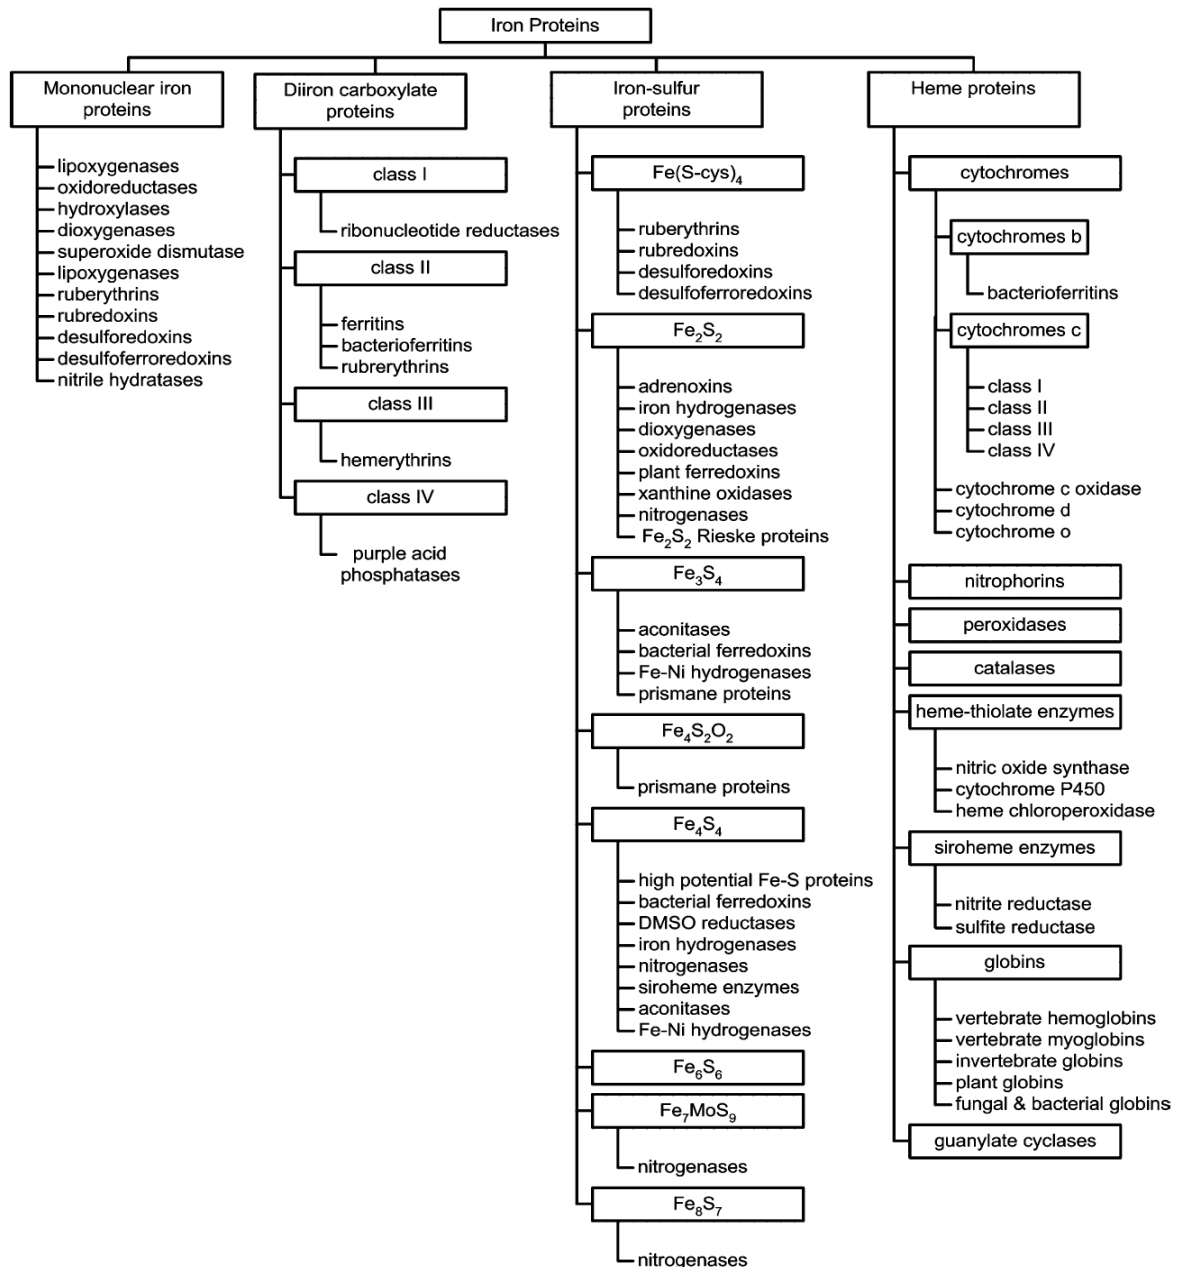 Iron Proteins
Mononuclear iron
proteins
lipoxygenases
oxidoreductases
hydroxylases
dioxygenases
superoxide dismutase
lipoxygenases
ruberythrins
rubredoxins
desulforedoxins
desulfoferroredoxins
nitrile hydratases
Diiron carboxylate
proteins
class I
ribonucleotide reductases
class II
ferritins
bacterioferritins
rubrerythrins
class III
hemerythrins
class IV
purple acid
phosphatases
Iron-sulfur
proteins
Fe(S-cys)₄
ruberythrins
rubredoxins
desulforedoxins
desulfoferroredoxins
Fe₂S₂
adrenoxins
iron hydrogenases
dioxygenases
oxidoreductases
plant ferredoxins
xanthine oxidases
nitrogenases
Fe₂S₂ Rieske proteins
Fe₃S₄
aconitases
bacterial ferredoxins
Fe-Ni hydrogenases
prismane proteins
Fe₄S₂O₂
prismane proteins
Fe₄S₄
high potential Fe-S proteins
bacterial ferredoxins
DMSO reductases
iron hydrogenases
nitrogenases
siroheme enzymes
aconitases
Fe-Ni hydrogenases
Fe₆S₆
Fe₇MoS₉
nitrogenases
Fe₈S₇
nitrogenases
Heme proteins
cytochromes
cytochromes b
bacterioferritins
cytochromes c
class I
class II
class III
class IV
cytochrome c oxidase
cytochrome d
cytochrome o
nitrophorins
peroxidases
catalases
heme-thiolate enzymes
nitric oxide synthase
cytochrome P450
heme chloroperoxidase
siroheme enzymes
nitrite reductase
sulfite reductase
globins
vertebrate hemoglobins
vertebrate myoglobins
invertebrate globins
plant globins
fungal & bacterial globins
guanylate cyclases